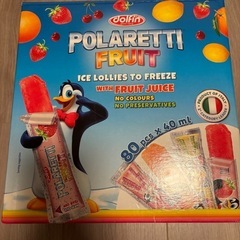 dolfin
POLARETTI
FRUIT
ICE LOLLIES TO FREEZE
WITH FRUIT JUICE
NO COLOURS
NO PRESERVATIVES
80 pcs x 40 ml